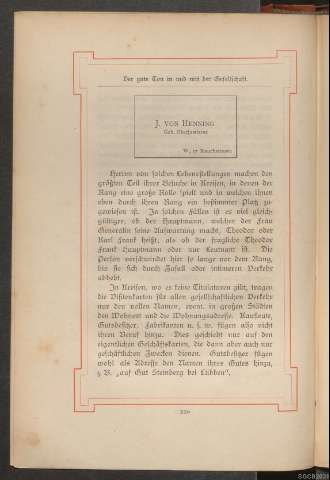 Der gute Ton in und mit der Gesellschaft.
J. VON HENNING
Geh. Oberfinanzrat
W,
Herren von solchen Lebensstellungen machen den
größten Teil ihrer Besuche in Kreisen, in denen der
Rang eine große Rolle spielt und in welchen ihnen
eben durch ihren Rang ein bestimmter Platz zu-
gewiesen ist. In solchen Fällen ist es viel gleich-
gültiger, ob der Hauptmann, welcher der Frau
Generalin seine Aufwartung macht, Theodor oder
Karl Frank heißt, als ob der fragliche Theodor
Frank Hauptmann oder nur Leutnant ist. Die
Person verschwindet hier so lange vor dem Rang,
bis sie sich durch Zufall oder intimeren Verkehr
abhebt.
In Kreisen, wo es keine Titulaturen gibt, tragen
die Visitenkarten für allen gesellschaftlichen Verkehr
nur den vollen Namen, event. in großen Städten
den Wohnort und die Wohnungsadresse. Kaufleute,
Gutsbesitzer, Fabrikanten u. s. w. fügen also nicht
ihren Beruf hinzu. Dies geschieht nur auf den
eigentlichen Geschäftskarten, die dann aber auch nur
geschäftlichen Zwecken dienen. Gutsbesitzer fügen
wohl als Adresse den Namen ihres Gutes hinzu,
z. B. „auf Gut Sternberg bei Lübben“.